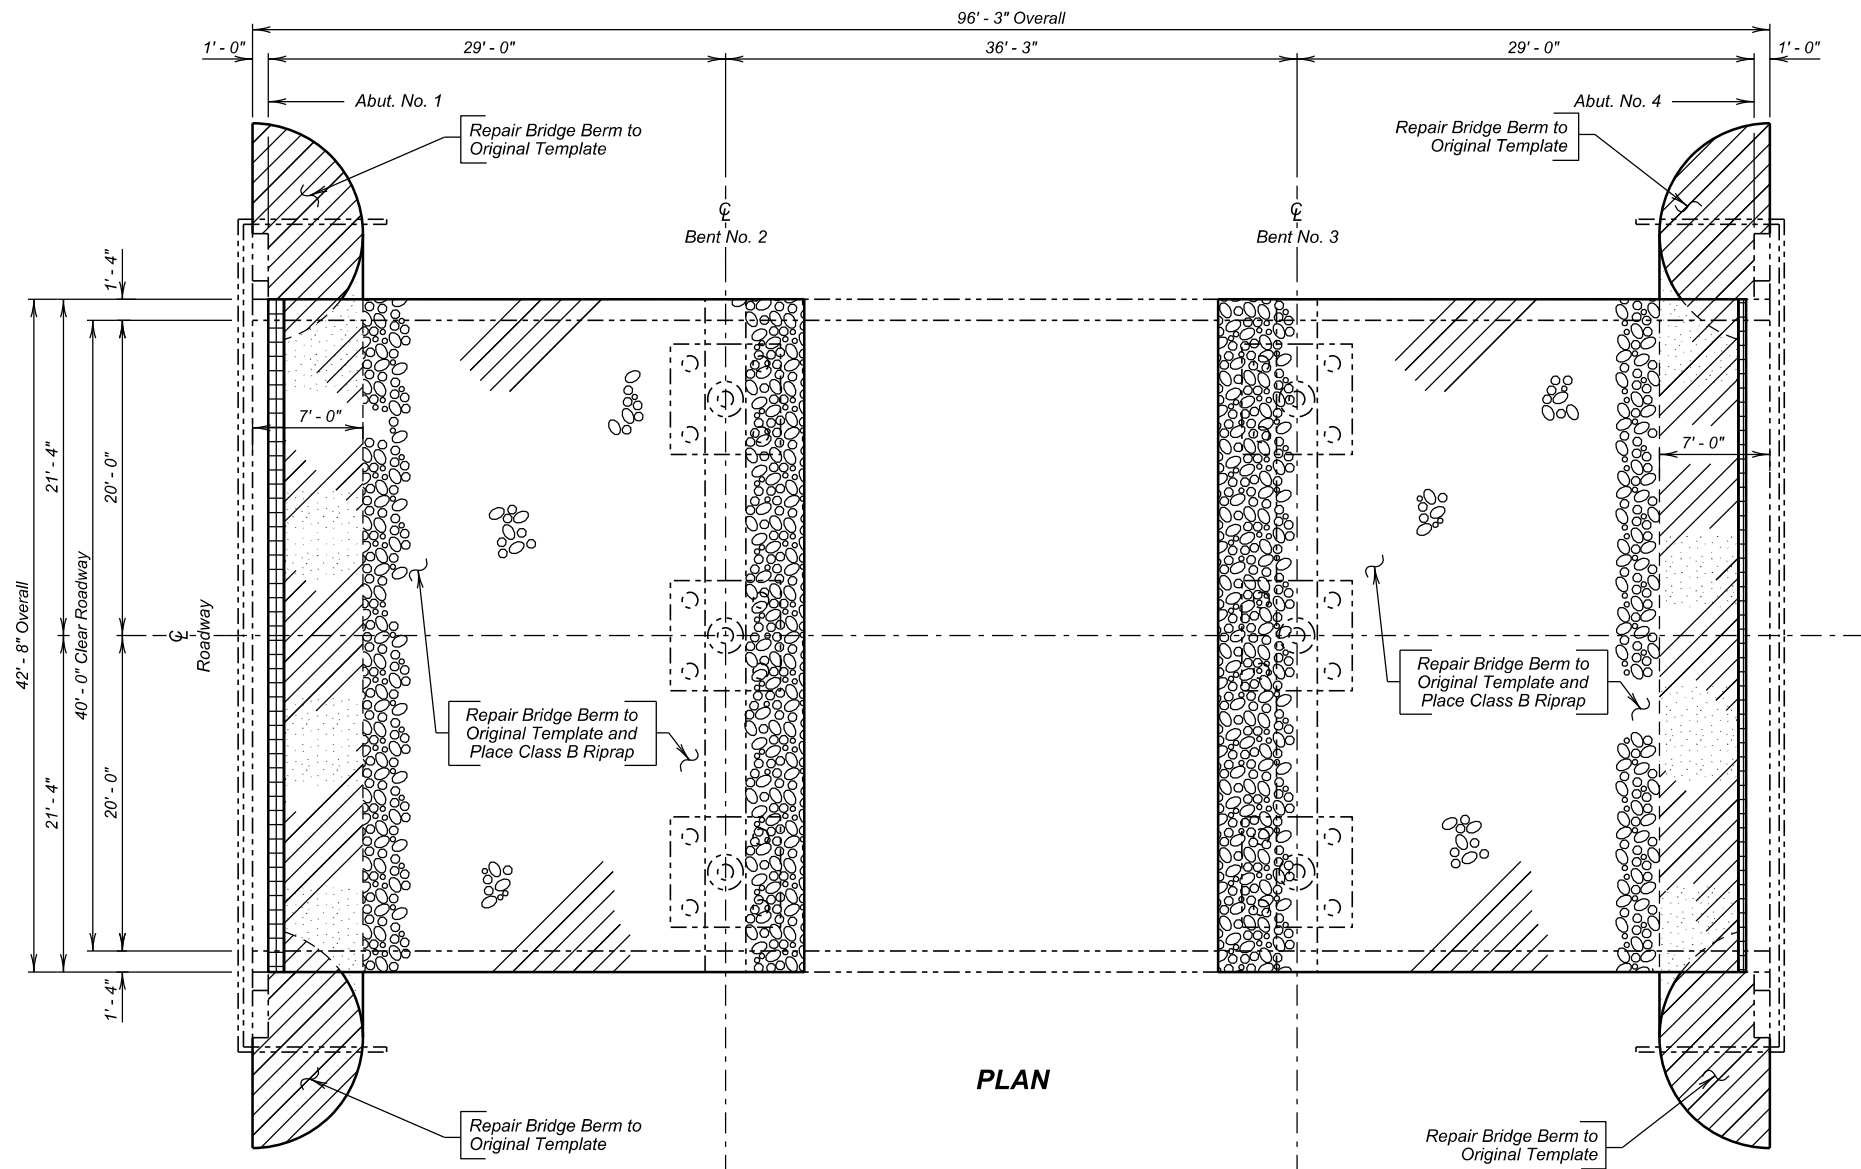 96' - 3" Overall
1' - 0"
29' - 0"
36' - 3"
29' - 0"
1' - 0"
Abut. No. 1
Abut. No. 4
Repair Bridge Berm to
Original Template
Repair Bridge Berm to
Original Template
℄
Bent No. 2
℄
Bent No. 3
1' - 4"
21' - 4"
20' - 0"
7' - 0"
7' - 0"
42' - 8" Overall
40' - 0" Clear Roadway
℄
Roadway
Repair Bridge Berm to
Original Template and
Place Class B Riprap
Repair Bridge Berm to
Original Template and
Place Class B Riprap
21' - 4"
20' - 0"
1' - 4"
PLAN
Repair Bridge Berm to
Original Template
Repair Bridge Berm to
Original Template